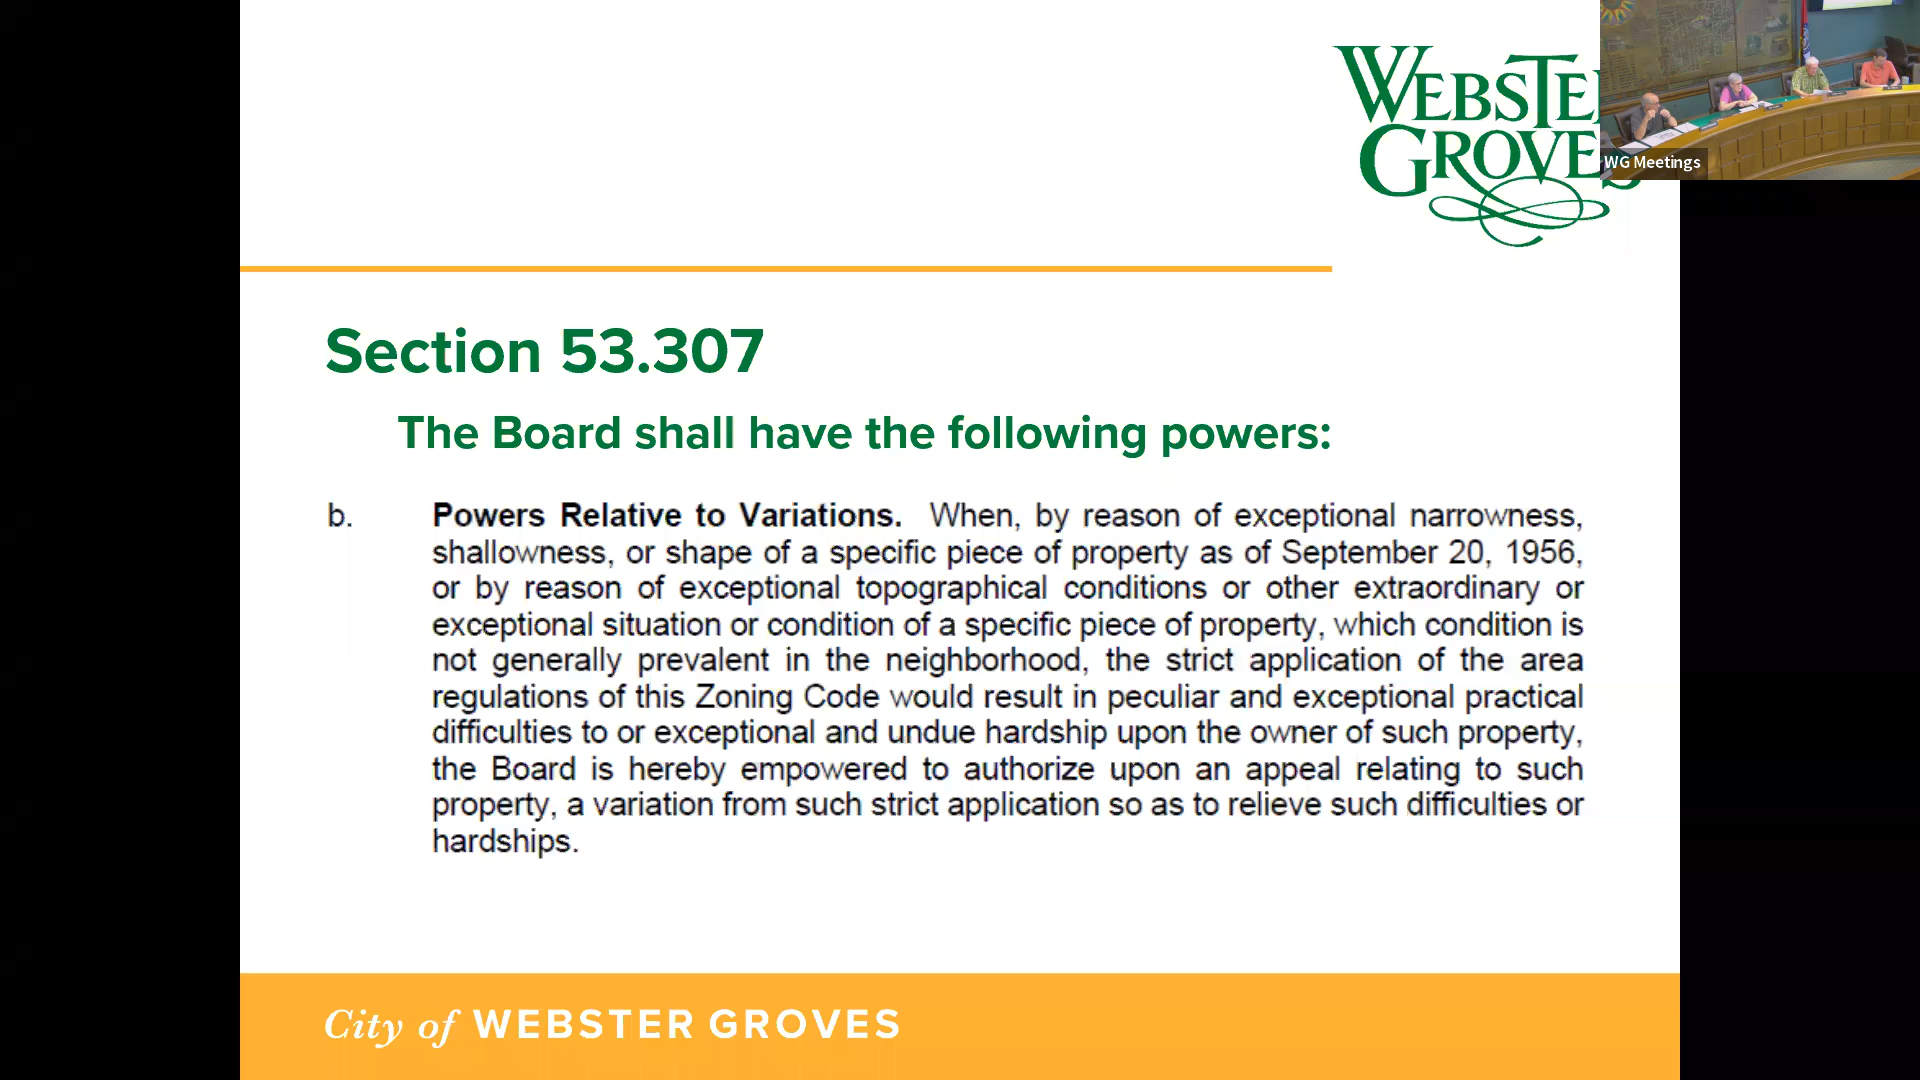 WEBSTE
GROVES
WG Meetings
Section 53.307
The Board shall have the following powers:
b. Powers Relative to Variations. When, by reason of exceptional narrowness,
shallowness, or shape of a specific piece of property as of September 20, 1956,
or by reason of exceptional topographical conditions or other extraordinary or
exceptional situation or condition of a specific piece of property, which condition is
not generally prevalent in the neighborhood, the strict application of the area
regulations of this Zoning Code would result in peculiar and exceptional practical
difficulties to or exceptional and undue hardship upon the owner of such property,
the Board is hereby empowered to authorize upon an appeal relating to such
property, a variation from such strict application so as to relieve such difficulties or
hardships.
City of WEBSTER GROVES